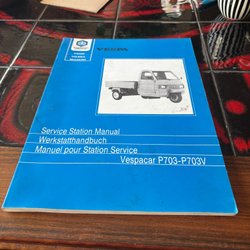 VESPA
Service Station Manual
Werkstatthandbuch
Manuel pour Station Service
Vespacar P703-P703V